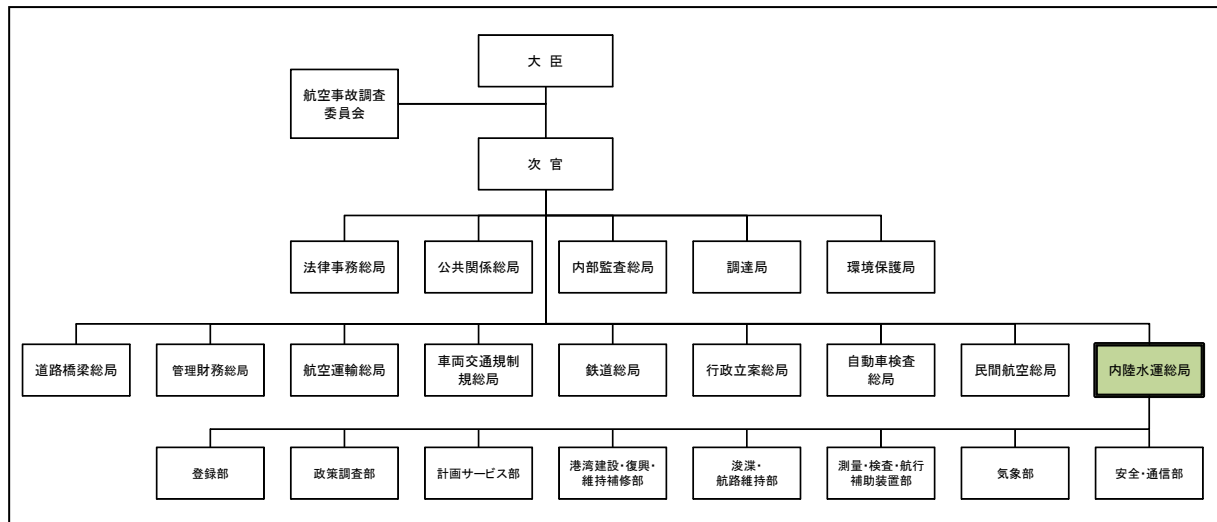 大 臣
航空事故調査
委員会
次 官
法律事務総局
公共関係総局
内部監査総局
調達局
環境保護局
道路橋梁総局
管理財務総局
航空運輸総局
車両交通規制
規総局
鉄道総局
行政立案総局
自動車検査
総局
民間航空総局
内陸水運総局
登録部
政策調査部
計画サービス部
港湾建設・復興・
維持補修部
浚渫・
航路維持部
測量・検査・航行
補助装置部
気象部
安全・通信部